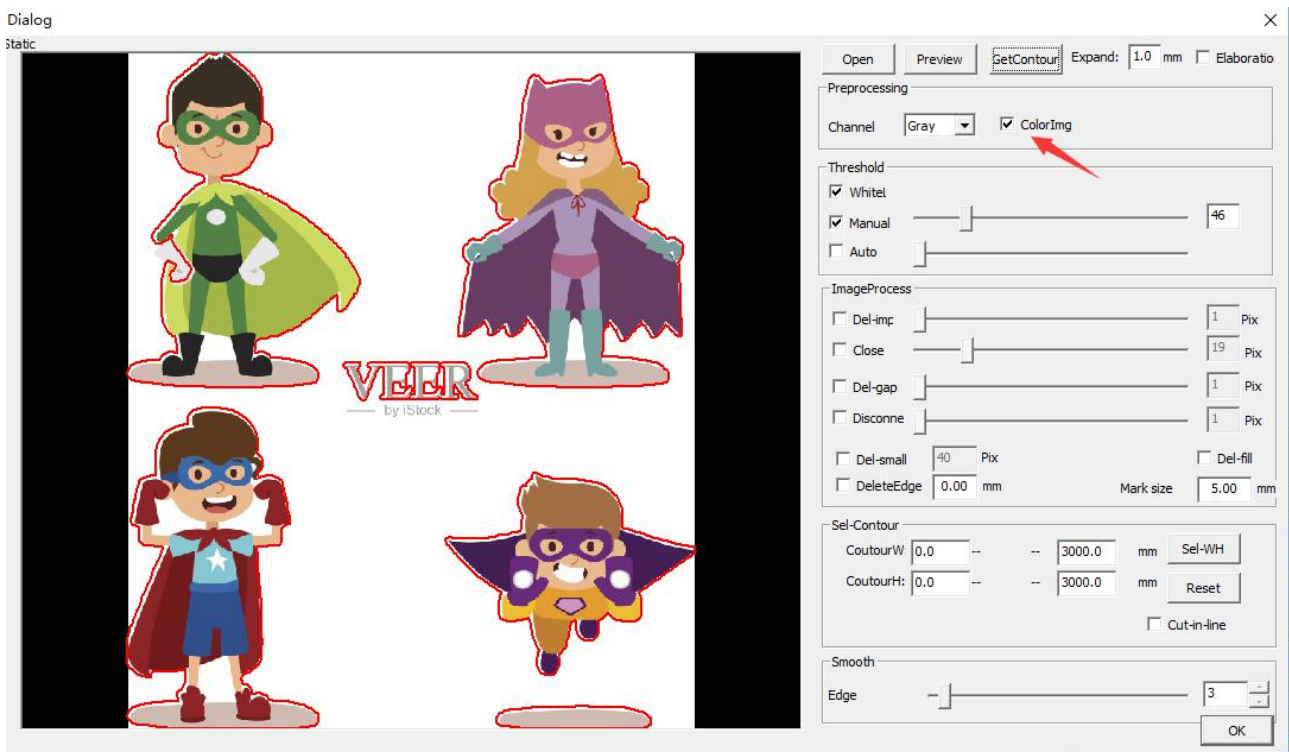 Dialog
Static
Open Preview GetContour Expand: 1.0 mm Elaboratio
Preprocessing
Channel Gray ColorImg
Threshold
Whitel
Manual 46
Auto
ImageProcess
Del-imp 1 Pix
Close 19 Pix
Del-gap 1 Pix
Disconne 1 Pix
Del-small 40 Pix Del-fill
DeleteEdge 0.00 mm Mark size 5.00 mm
Sel-Contour
CoutourW 0.0 -- -- 3000.0 mm Sel-WH
CoutourH: 0.0 -- -- 3000.0 mm Reset
Cut-in-line
Smooth
Edge 3
OK
VEER
by iStock